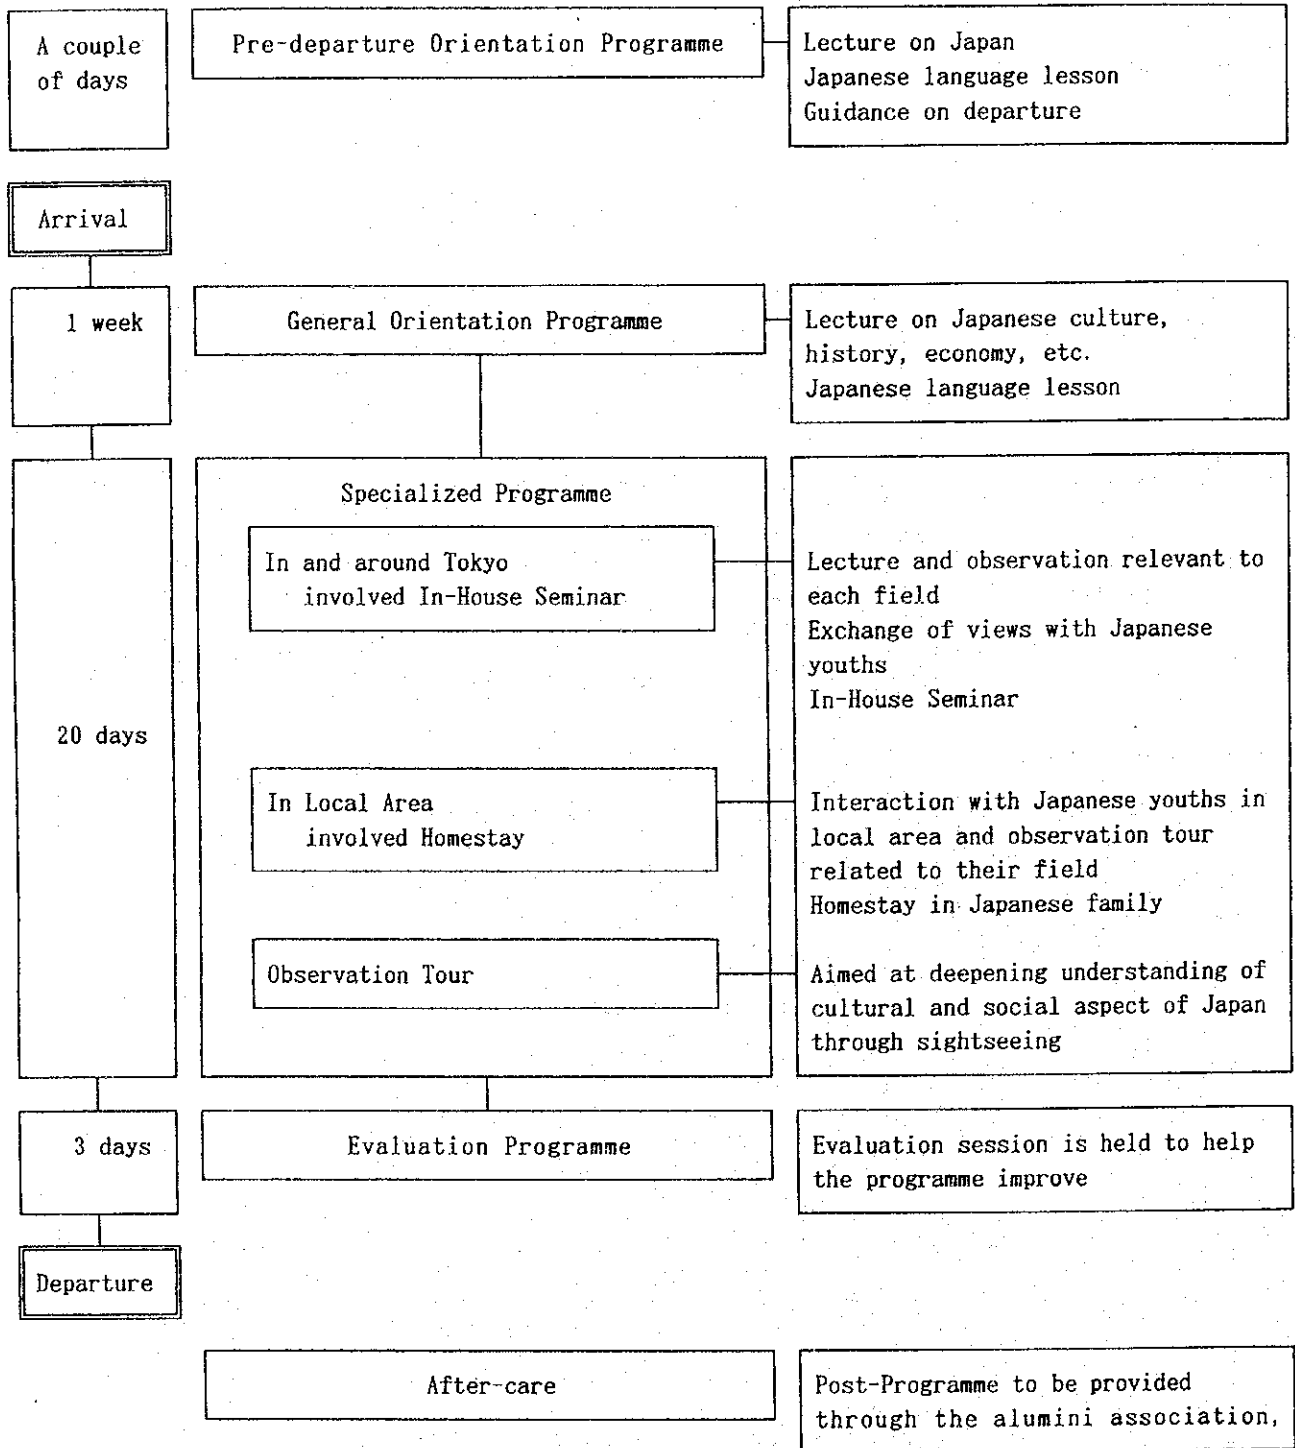 A couple
of days
Pre-departure Orientation Programme
Lecture on Japan
Japanese language lesson
Guidance on departure
Arrival
1 week
General Orientation Programme
Lecture on Japanese culture,
history, economy, etc.
Japanese language lesson
20 days
Specialized Programme
In and around Tokyo
involved In-House Seminar
Lecture and observation relevant to
each field
Exchange of views with Japanese
youths
In-House Seminar
In Local Area
involved Homestay
Interaction with Japanese youths in
local area and observation tour
related to their field
Homestay in Japanese family
Observation Tour
Aimed at deepening understanding of
cultural and social aspect of Japan
through sightseeing
3 days
Evaluation Programme
Evaluation session is held to help
the programme improve
Departure
After-care
Post-Programme to be provided
through the alumini association,